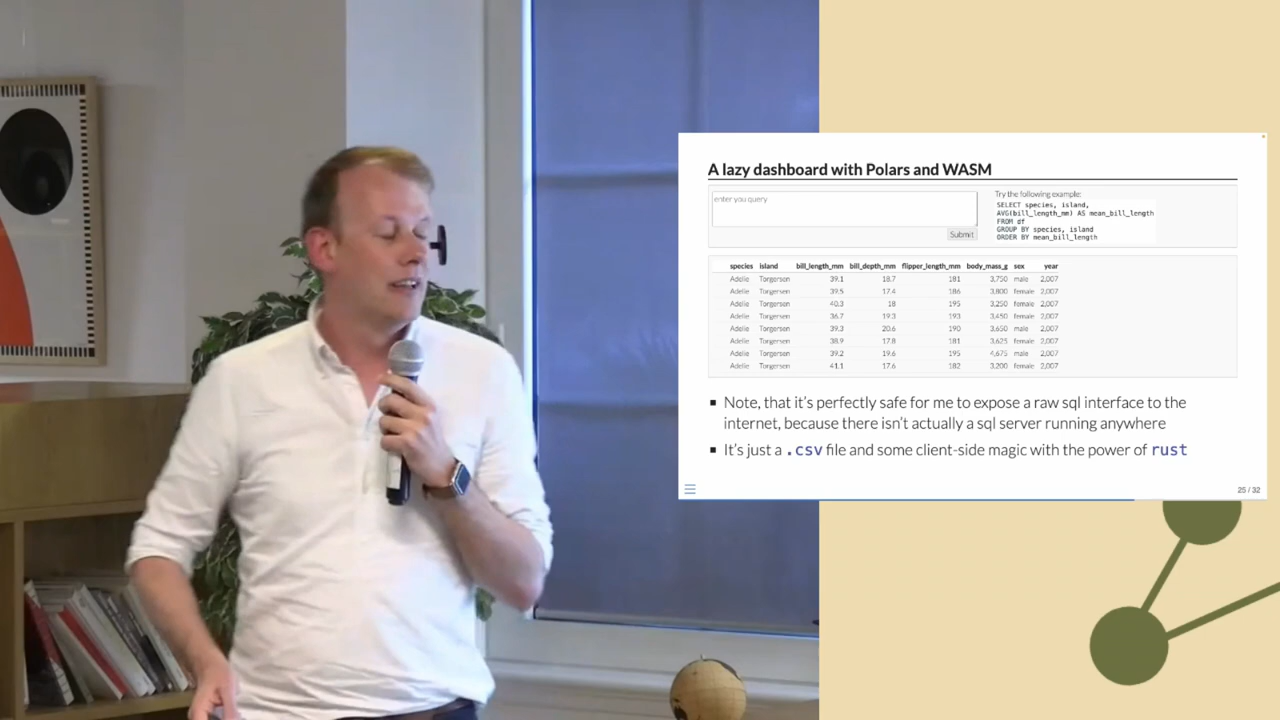 A lazy dashboard with Polars and WASM
enter you query
Submit
Try the following example:
SELECT species, island,
AVG(bill_length_mm) AS mean_bill_length
FROM df
GROUP BY species, island
ORDER BY mean_bill_length
species island bill_length_mm bill_depth_mm flipper_length_mm body_mass_g sex year
Adelie Torgersen 39.1 18.7 181 3,750 male 2,007
Adelie Torgersen 39.5 17.4 186 3,800 female 2,007
Adelie Torgersen 40.3 18 195 3,250 female 2,007
Adelie Torgersen 36.7 19.3 193 3,450 female 2,007
Adelie Torgersen 39.3 20.6 190 3,650 male 2,007
Adelie Torgersen 38.9 17.8 181 3,625 female 2,007
Adelie Torgersen 39.2 19.6 195 4,675 male 2,007
Adelie Torgersen 41.1 17.6 182 3,200 female 2,007
Note, that it's perfectly safe for me to expose a raw sql interface to the
internet, because there isn't actually a sql server running anywhere
It's just a .csv file and some client-side magic with the power of rust
25 / 32